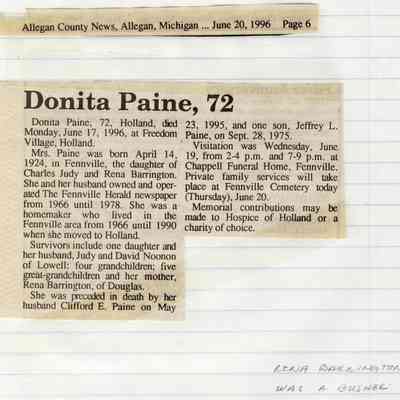 Allegan County News, Allegan, Michigan ... June 20, 1996 Page 6
Donita Paine, 72
Donita Paine, 72, Holland, died
Monday, June 17, 1996, at Freedom
Village, Holland.
Mrs. Paine was born April 14,
1924, in Fennville, the daughter of
Charles Judy and Rena Barrington.
She and her husband owned and oper-
ated The Fennville Herald newspaper
from 1966 until 1978. She was a
homemaker who lived in the
Fennville area from 1966 until 1990
when she moved to Holland.
Survivors include one daughter and
her husband, Judy and David Noonon
of Lowell: four grandchildren; five
great-grandchildren and her mother,
Rena Barrington, of Douglas.
She was preceded in death by her
husband Clifford E. Paine on May
23, 1995, and one son, Jeffrey L.
Paine, on Sept. 28, 1975.
Visitation was Wednesday, June
19, from 2-4 p.m. and 7-9 p.m. at
Chappell Funeral Home, Fennville.
Private family services will take
place at Fennville Cemetery today
(Thursday), June 20.
Memorial contributions may be
made to Hospice of Holland or a
charity of choice.
RENA BARRINGTON
WAS A